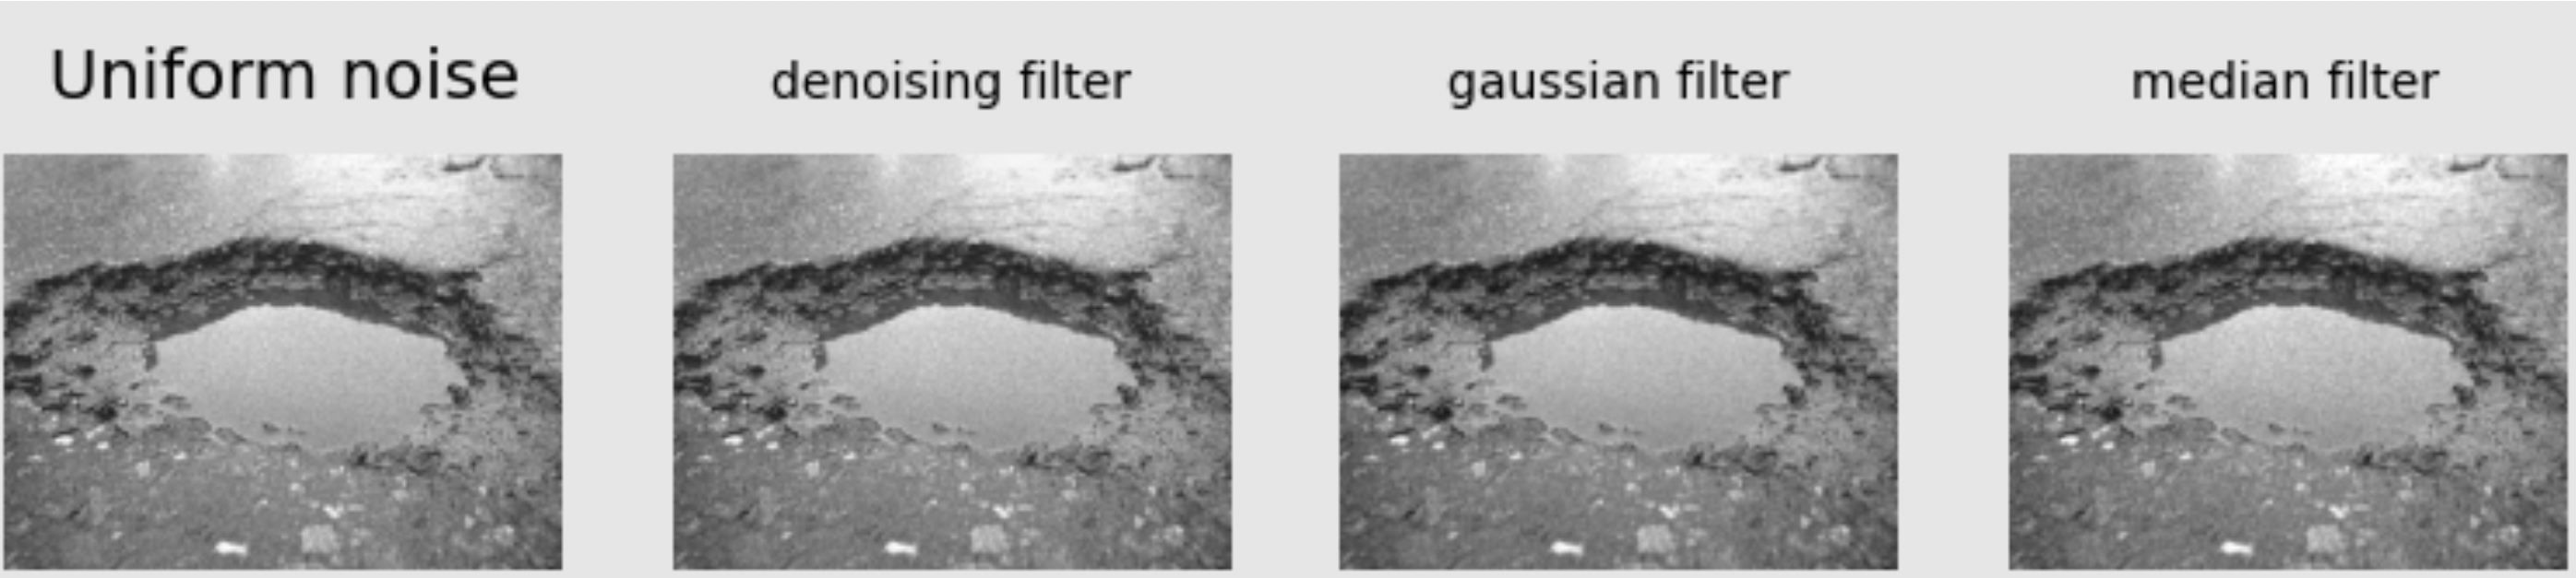 Uniform noise
denoising filter
gaussian filter
median filter